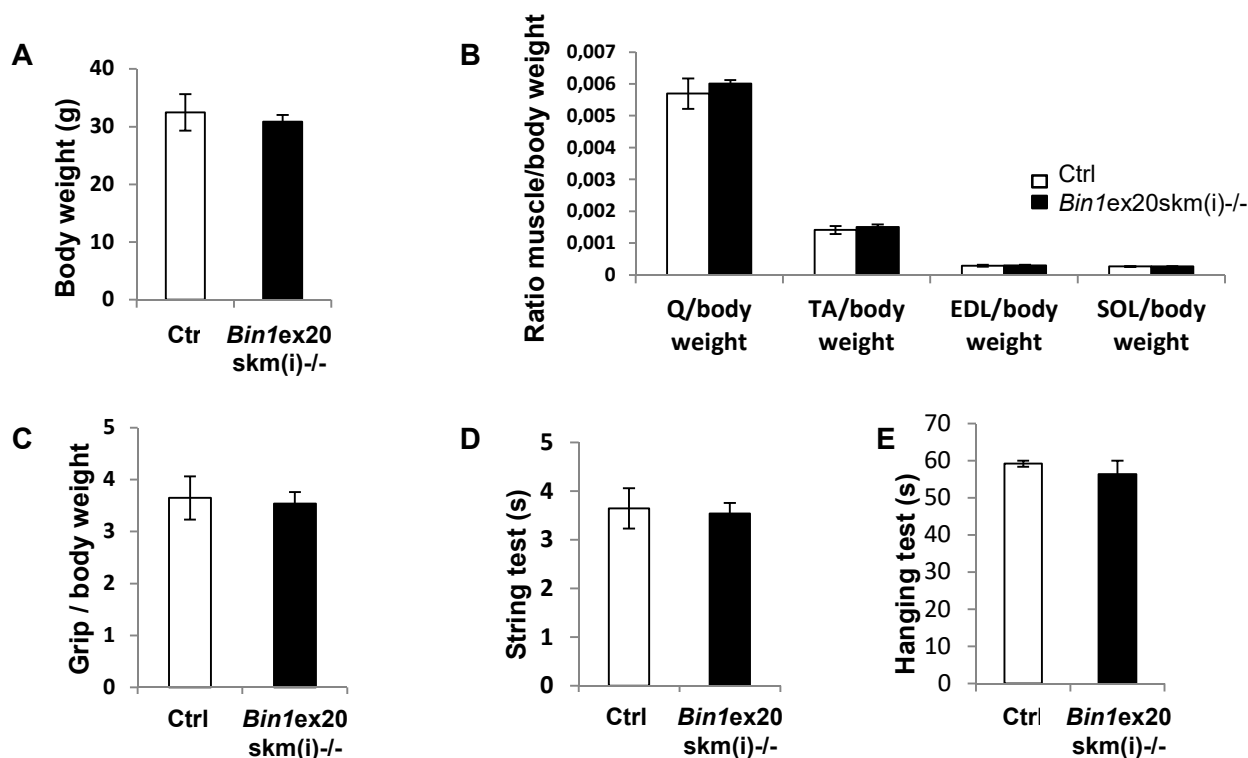 A
Body weight (g)
40
30
20
10
0
Ctr
Bin1ex20
skm(i)-/-
B
Ratio muscle/body weight
0,007
0,006
0,005
0,004
0,003
0,002
0,001
0
Q/body
weight
TA/body
weight
EDL/body
weight
SOL/body
weight
Ctrl
Bin1ex20skm(i)-/-
C
Grip / body weight
5
4
3
2
1
0
Ctrl
Bin1ex20
skm(i)-/-
D
String test (s)
5
4
3
2
1
0
Ctrl
Bin1ex20
skm(i)-/-
E
Hanging test (s)
70
60
50
40
30
20
10
0
Ctrl
Bin1ex20
skm(i)-/-